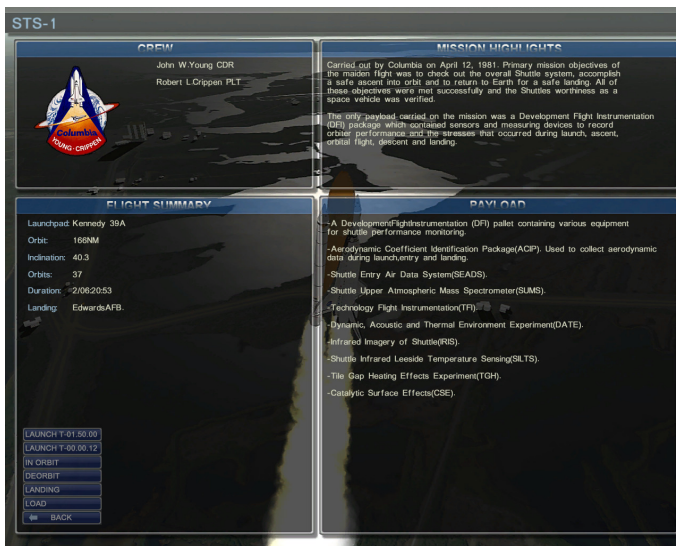 STS-1
CREW
John W.Young CDR
Robert L.Crippen PLT
Columbia
YOUNG·CRIPPEN
MISSION HIGHLIGHTS
Carried out by Columbia on April 12, 1981. Primary mission objectives of
the maiden flight was to check out the overall Shuttle system, accomplish
a safe ascent into orbit and to return to Earth for a safe landing. All of
these objectives were met successfully and the Shuttles worthiness as a
space vehicle was verified.
The only payload carried on the mission was a Development Flight Instrumentation
(DFI) package which contained sensors and measuring devices to record
orbiter performance and the stresses that occurred during launch, ascent,
orbital flight, descent and landing.
FLIGHT SUMMARY
Launchpad: Kennedy 39A
Orbit: 166NM
Inclination: 40.3
Orbits: 37
Duration: 2/06:20:53
Landing: EdwardsAFB.
PAYLOAD
-A DevelopmentFlightInstrumentation (DFI) pallet containing various equipment
for shuttle performance monitoring.
-Aerodynamic Coefficient Identification Package(ACIP). Used to collect aerodynamic
data during launch,entry and landing.
-Shuttle Entry Air Data System(SEADS).
-Shuttle Upper Atmospheric Mass Spectrometer(SUMS).
-Technology Flight Instrumentation(TFI).
-Dynamic, Acoustic and Thermal Environment Experiment(DATE).
-Infrared Imagery of Shuttle(IRIS).
-Shuttle Infrared Leeside Temperature Sensing(SILTS).
-Tile Gap Heating Effects Experiment(TGH).
-Catalytic Surface Effects(CSE).
LAUNCH T-01.50.00
LAUNCH T-00.00.12
IN ORBIT
DEORBIT
LANDING
LOAD
BACK